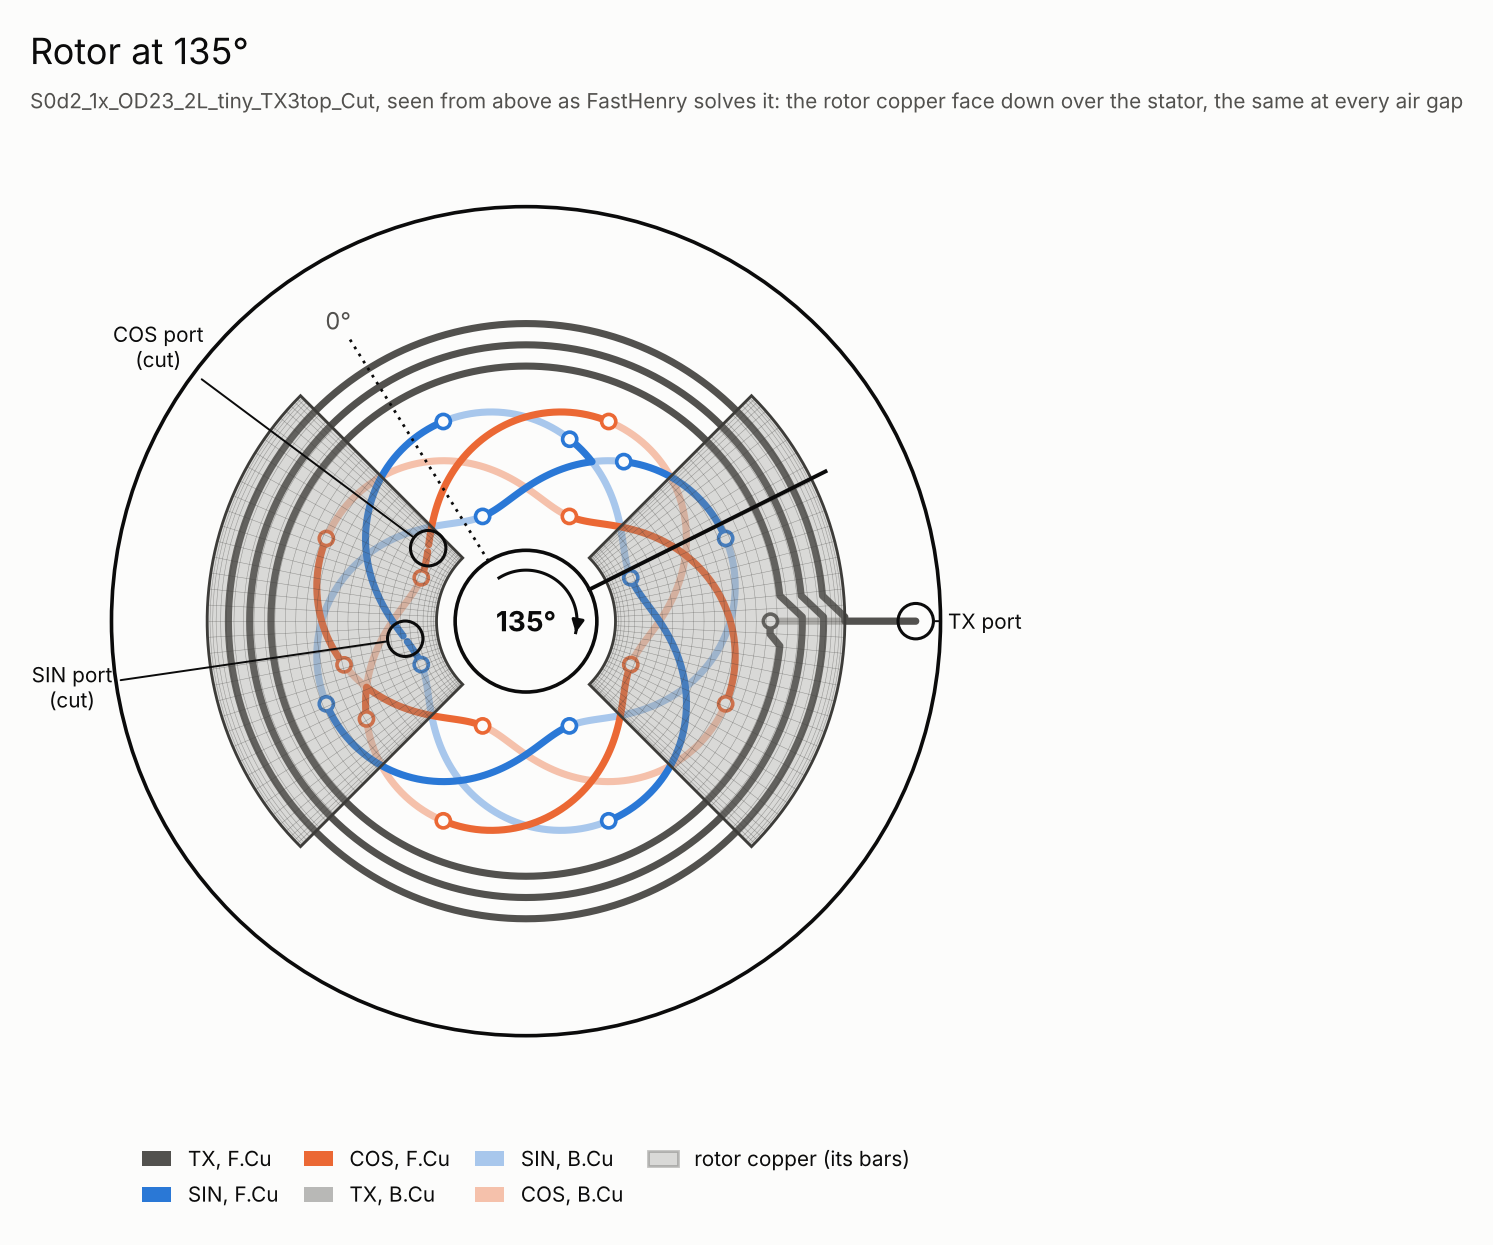 Rotor at 135°
S0d2_1x_OD23_2L_tiny_TX3top_Cut, seen from above as FastHenry solves it: the rotor copper face down over the stator, the same at every air gap
0°
COS port
(cut)
135°
TX port
SIN port
(cut)
TX, F.Cu
COS, F.Cu
SIN, B.Cu
rotor copper (its bars)
SIN, F.Cu
TX, B.Cu
COS, B.Cu